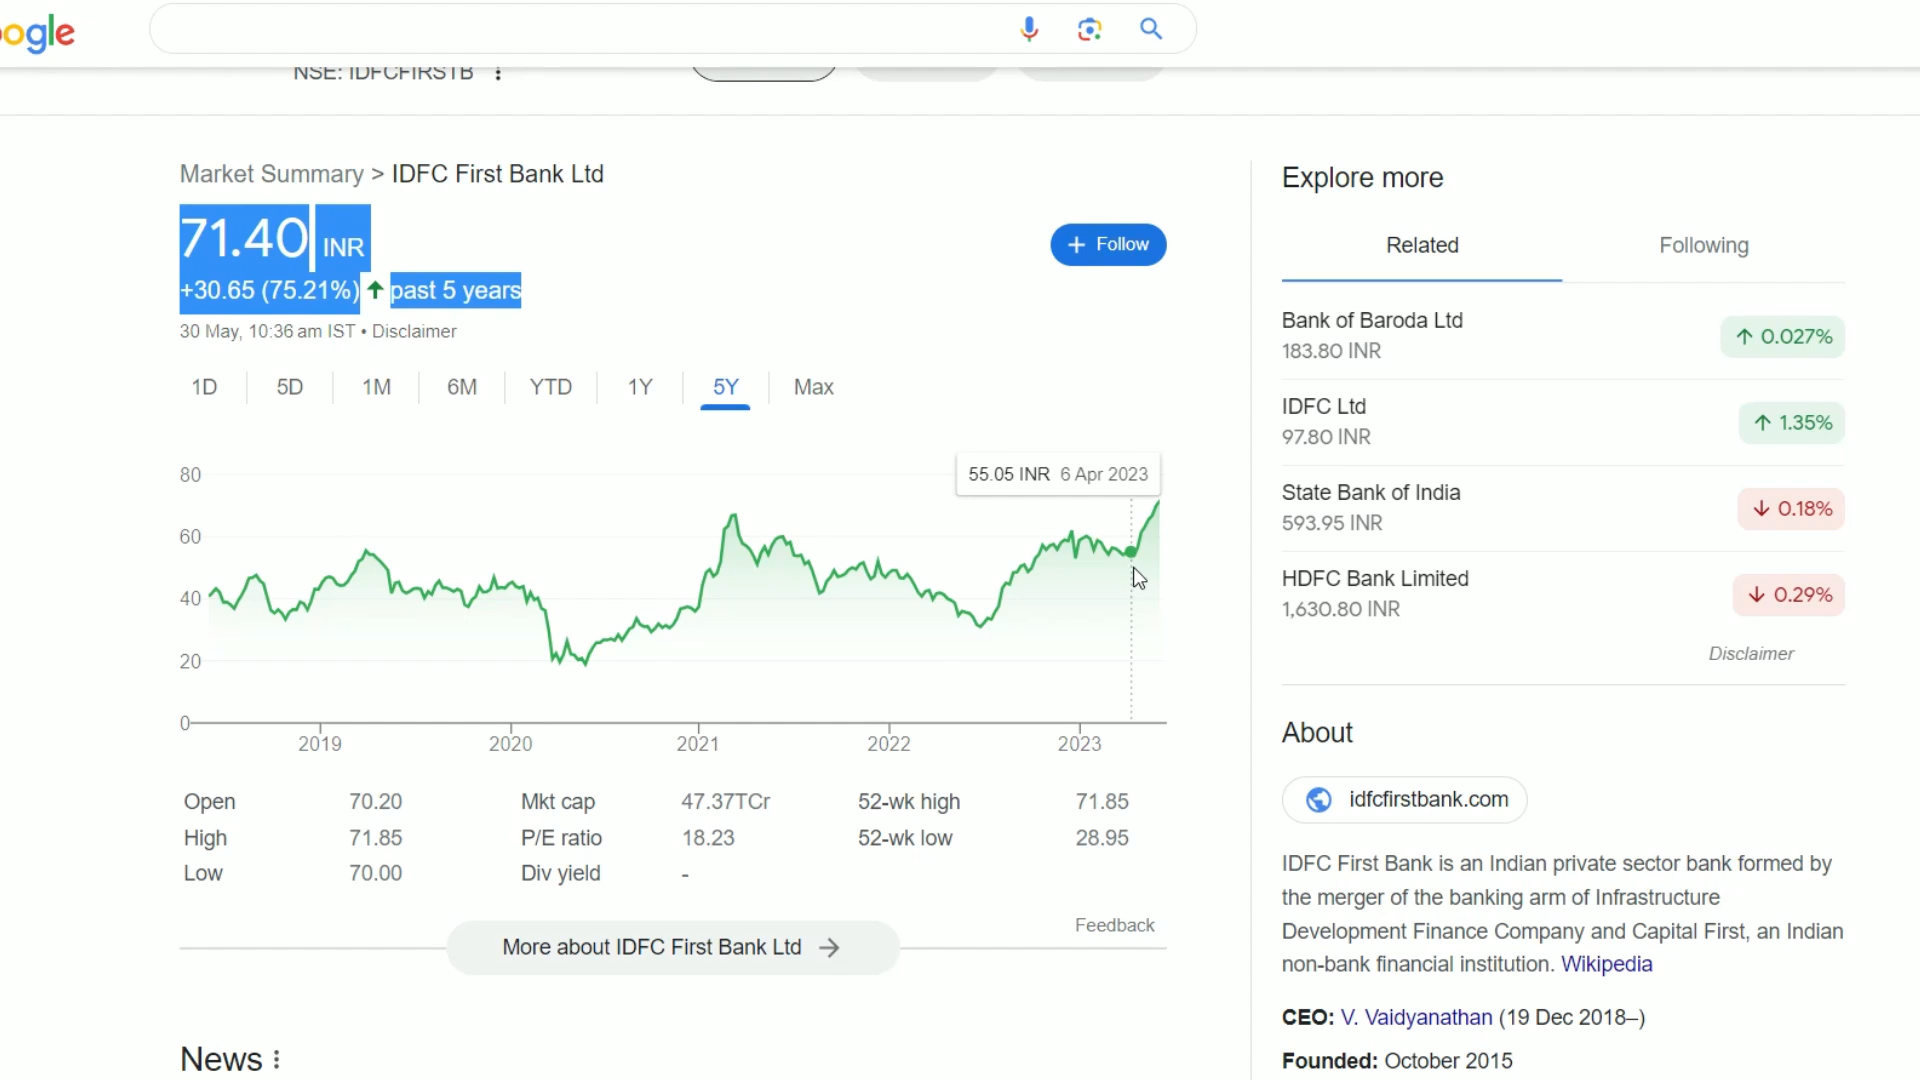 ogle
NSE: IDFCFIRSTB
Market Summary > IDFC First Bank Ltd
71.40 INR
+30.65 (75.21%) ↑ past 5 years
30 May, 10:36 am IST • Disclaimer
+ Follow
1D 5D 1M 6M YTD 1Y 5Y Max
55.05 INR 6 Apr 2023
80
60
40
20
0
2019 2020 2021 2022 2023
Open 70.20 Mkt cap 47.37TCr 52-wk high 71.85
High 71.85 P/E ratio 18.23 52-wk low 28.95
Low 70.00 Div yield -
Feedback
More about IDFC First Bank Ltd →
News
Explore more
Related Following
Bank of Baroda Ltd
183.80 INR
↑ 0.027%
IDFC Ltd
97.80 INR
↑ 1.35%
State Bank of India
593.95 INR
↓ 0.18%
HDFC Bank Limited
1,630.80 INR
↓ 0.29%
Disclaimer
About
idfcfirstbank.com
IDFC First Bank is an Indian private sector bank formed by
the merger of the banking arm of Infrastructure
Development Finance Company and Capital First, an Indian
non-bank financial institution. Wikipedia
CEO: V. Vaidyanathan (19 Dec 2018–)
Founded: October 2015